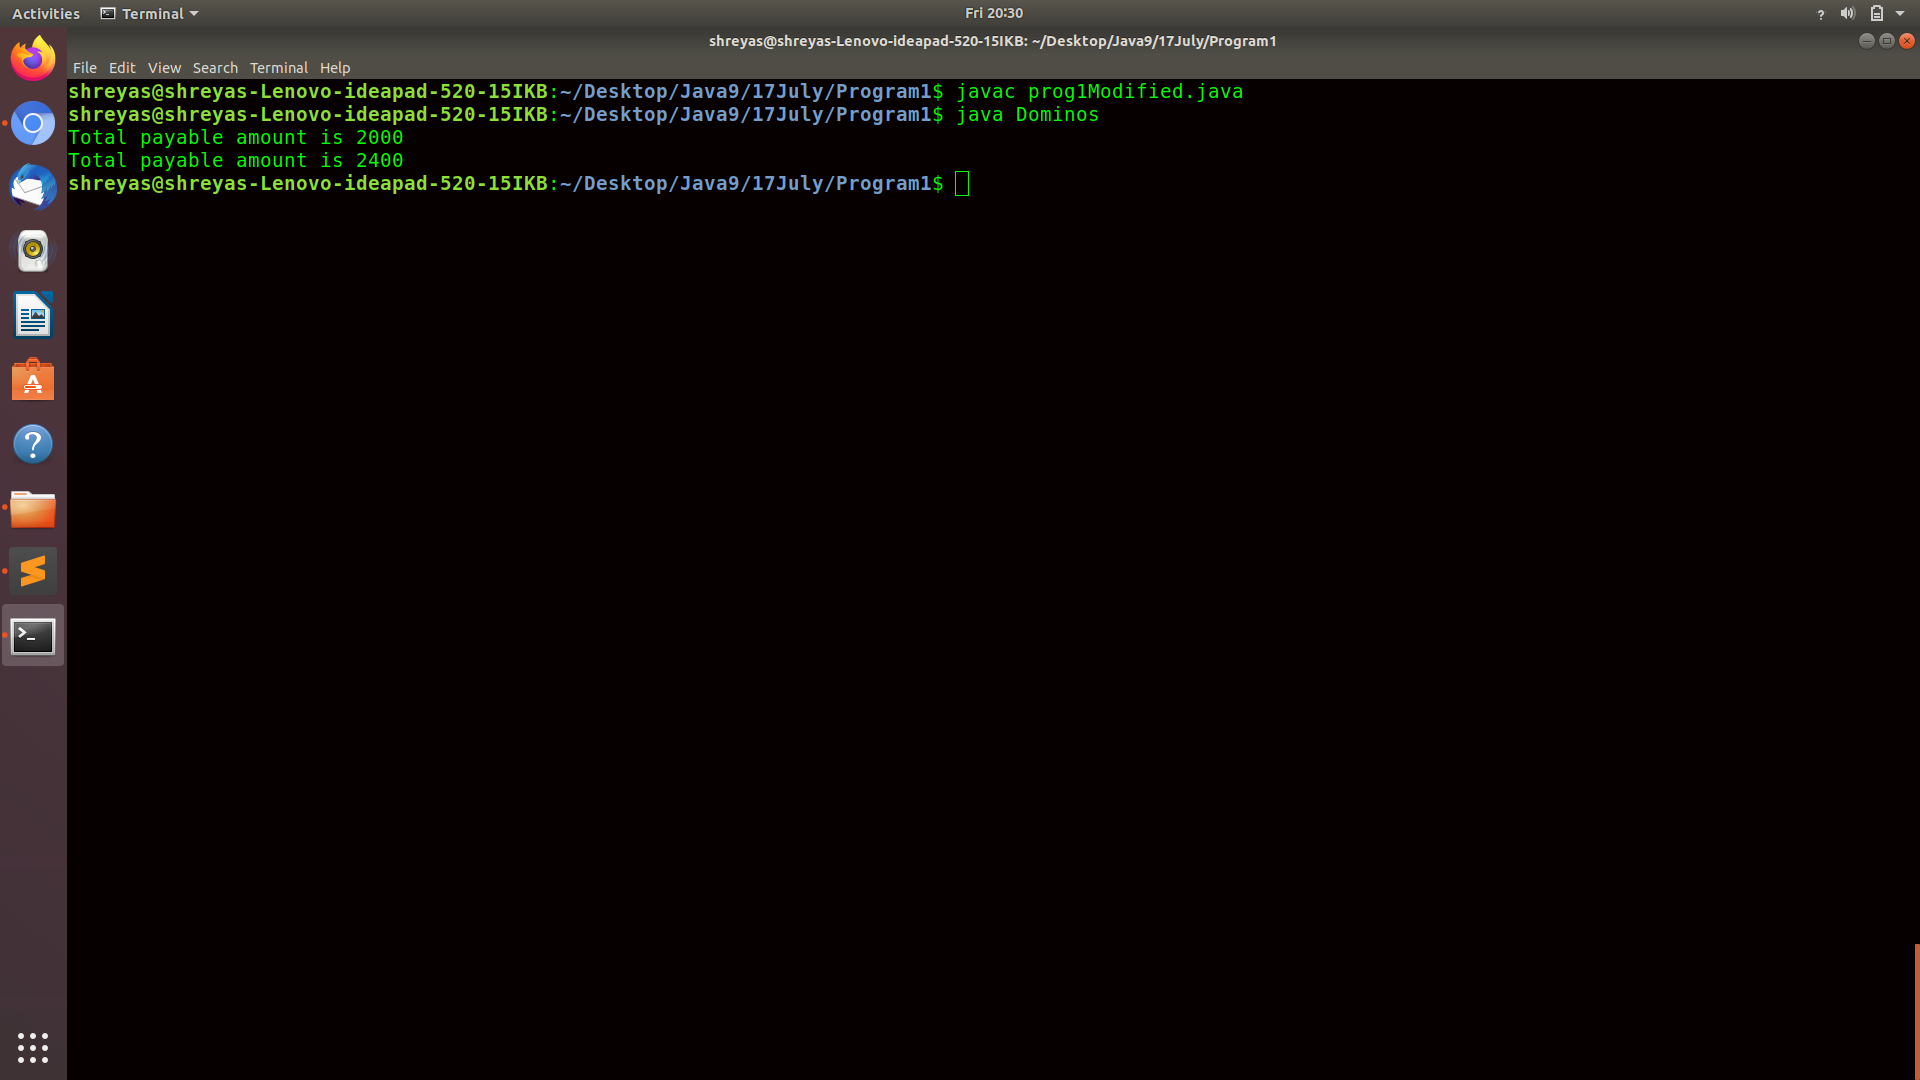 Activities Terminal Fri 20:30 ?
shreyas@shreyas-Lenovo-ideapad-520-15IKB: ~/Desktop/Java9/17July/Program1
File Edit View Search Terminal Help
shreyas@shreyas-Lenovo-ideapad-520-15IKB:~/Desktop/Java9/17July/Program1$ javac prog1Modified.java
shreyas@shreyas-Lenovo-ideapad-520-15IKB:~/Desktop/Java9/17July/Program1$ java Dominos
Total payable amount is 2000
Total payable amount is 2400
shreyas@shreyas-Lenovo-ideapad-520-15IKB:~/Desktop/Java9/17July/Program1$